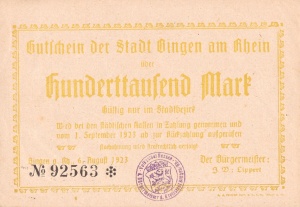 Gutschein der Stadt Bingen am Rhein
über
Hunderttausend Mark
Gültig nur im Stadtbezirk
Wird bei den Städtischen Kassen in Zahlung genommen und
vom 1. September 1923 ab zur Rückzahlung aufgerufen
Bingen a. Rh., 6. August 1923
Der Bürgermeister:
I. V.:
№ 92563 ✻